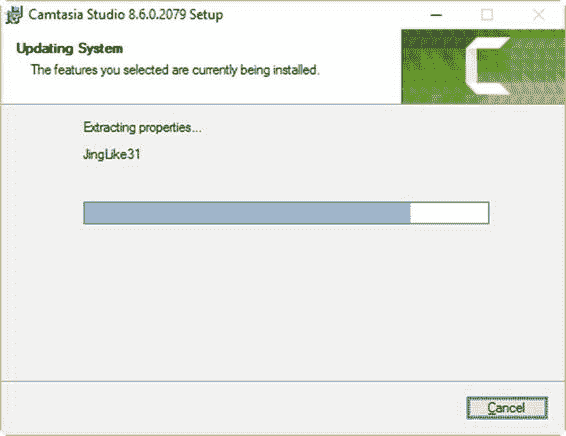 Camtasia Studio 8.6.0.2079 Setup
Updating System
The features you selected are currently being installed.
Extracting properties...
JingLike31
Cancel